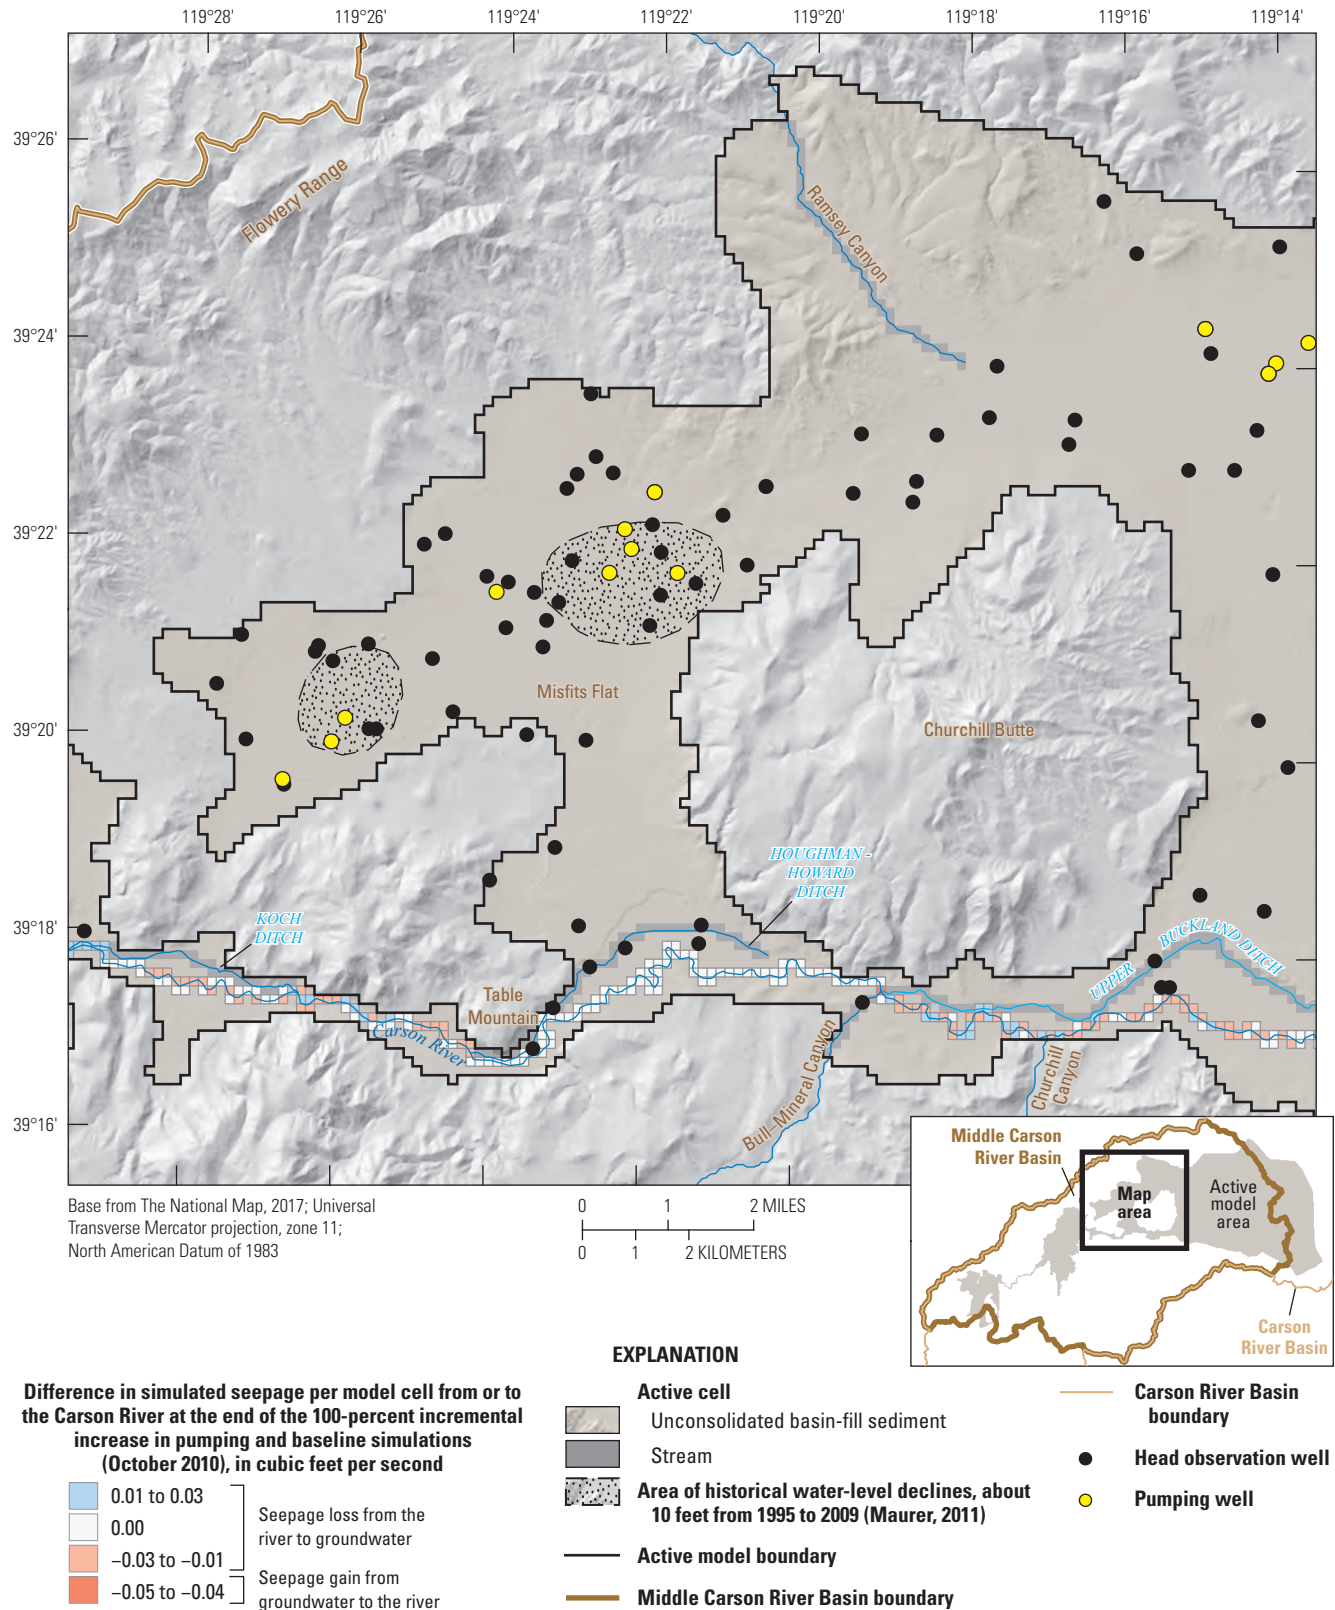 119°28' 119°26' 119°24' 119°22' 119°20' 119°18' 119°16' 119°14'
39°26'
39°24'
39°22'
39°20'
39°18'
39°16'
Flowery Range
Ramsey Canyon
Misfits Flat
Churchill Butte
HOUGHMAN -
HOWARD
DITCH
KOCH
DITCH
UPPER BUCKLAND DITCH
Table
Mountain
Carson River
Bull–Mineral Canyon
Churchill
Canyon
Base from The National Map, 2017; Universal
Transverse Mercator projection, zone 11;
North American Datum of 1983
0 1 2 MILES
0 1 2 KILOMETERS
Middle Carson
River Basin
Map
area
Active
model
area
Carson
River Basin
EXPLANATION
Difference in simulated seepage per model cell from or to
the Carson River at the end of the 100-percent incremental
increase in pumping and baseline simulations
(October 2010), in cubic feet per second
0.01 to 0.03
0.00
−0.03 to −0.01
−0.05 to −0.04
Seepage loss from the
river to groundwater
Seepage gain from
groundwater to the river
Active cell
Unconsolidated basin-fill sediment
Stream
Area of historical water-level declines, about
10 feet from 1995 to 2009 (Maurer, 2011)
Active model boundary
Middle Carson River Basin boundary
Carson River Basin
boundary
Head observation well
Pumping well